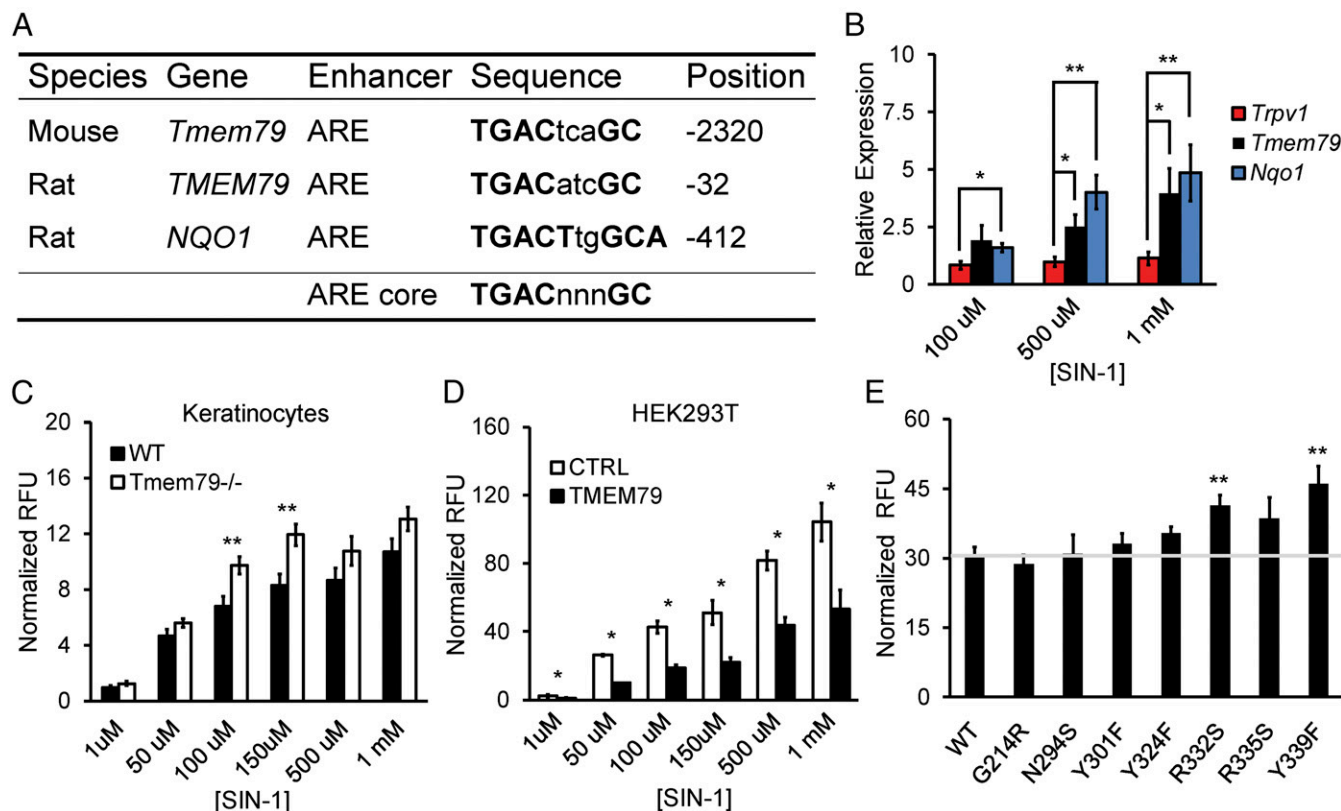 A
Species Gene Enhancer Sequence Position
Mouse Tmem79 ARE TGACtcaGC -2320
Rat TMEM79 ARE TGACatcGC -32
Rat NQO1 ARE TGACTtgGCA -412
ARE core TGACnnnGC
B
Relative Expression
10
7.5
5
2.5
0
* ** * ** *
Trpv1
Tmem79
Nqo1
100 uM 500 uM 1 mM
[SIN-1]
C
Keratinocytes
Normalized RFU
20
16
12
8
4
0
WT
Tmem79-/-
** **
1uM 50 uM 100 uM 150uM 500 uM 1 mM
[SIN-1]
D
HEK293T
Normalized RFU
160
120
80
40
0
CTRL
TMEM79
* * * * * *
1uM 50 uM 100 uM 150uM 500 uM 1 mM
[SIN-1]
E
Normalized RFU
60
45
30
15
0
** **
WT G214R N294S Y301F Y324F R332S R335S Y339F